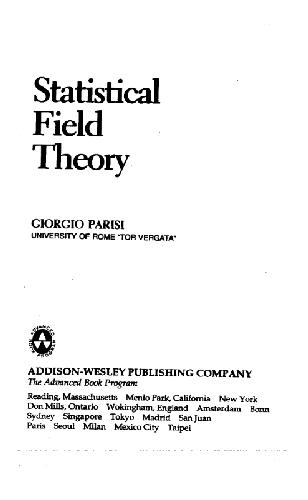 Statistical
Field
Theory
GIORGIO PARISI
UNIVERSITY OF ROME "TOR VERGATA"
ADDISON-WESLEY PUBLISHING COMPANY
The Advanced Book Program
Reading, Massachusetts Menlo Park, California New York
Don Mills, Ontario Wokingham, England Amsterdam Bonn
Sydney Singapore Tokyo Madrid San Juan
Paris Seoul Milan Mexico City Taipei